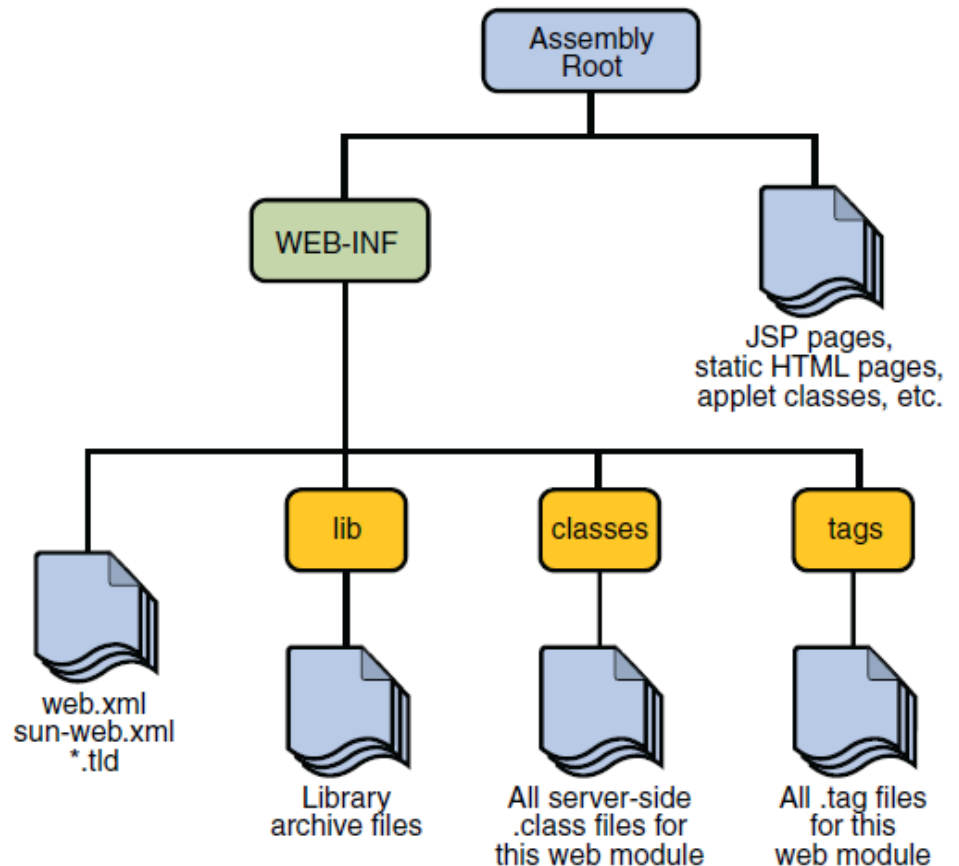 Assembly
Root
WEB-INF
JSP pages,
static HTML pages,
applet classes, etc.
lib
classes
tags
web.xml
sun-web.xml
*.tld
Library
archive files
All server-side
.class files for
this web module
All .tag files
for this
web module